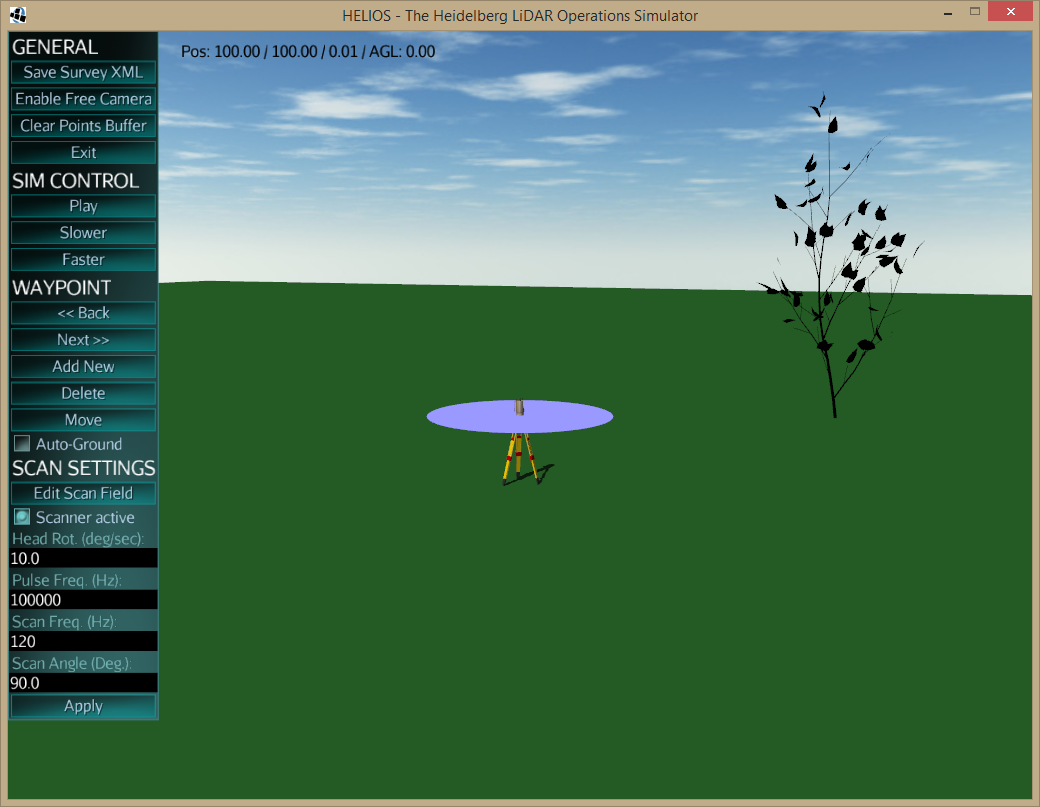 HELIOS - The Heidelberg LiDAR Operations Simulator
Pos: 100.00 / 100.00 / 0.01 / AGL: 0.00
GENERAL
Save Survey XML
Enable Free Camera
Clear Points Buffer
Exit
SIM CONTROL
Play
Slower
Faster
WAYPOINT
<< Back
Next >>
Add New
Delete
Move
Auto-Ground
SCAN SETTINGS
Edit Scan Field
Scanner active
Head Rot. (deg/sec):
10.0
Pulse Freq. (Hz):
100000
Scan Freq. (Hz):
120
Scan Angle (Deg.):
90.0
Apply